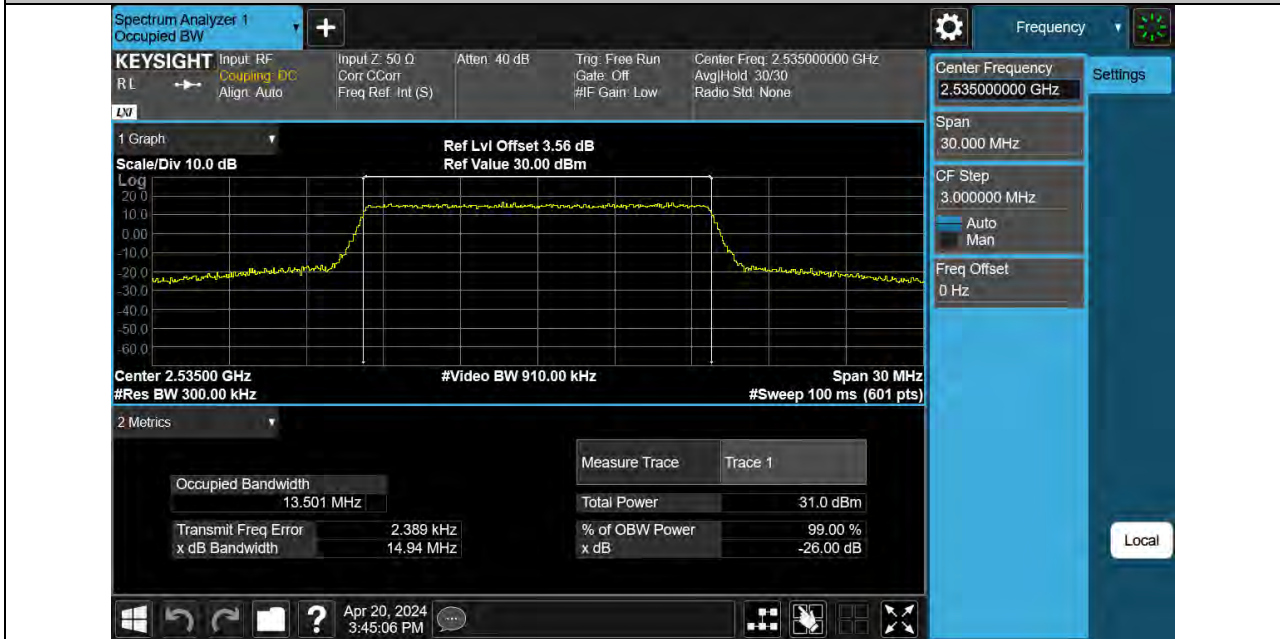 Spectrum Analyzer 1
Occupied BW
+
Frequency
KEYSIGHT
RL
LXI
Input: RF
Coupling: DC
Align: Auto
Input Z: 50 Ω
Corr CCorr
Freq Ref: Int (S)
Atten: 40 dB
Trig: Free Run
Gate: Off
#IF Gain: Low
Center Freq: 2.535000000 GHz
Avg|Hold: 30/30
Radio Std: None
Center Frequency
2.535000000 GHz
Settings
Span
30.000 MHz
CF Step
3.000000 MHz
Auto
Man
Freq Offset
0 Hz
1 Graph
Scale/Div 10.0 dB
Ref Lvl Offset 3.56 dB
Ref Value 30.00 dBm
Log
20.0
10.0
0.00
-10.0
-20.0
-30.0
-40.0
-50.0
-60.0
Center 2.53500 GHz
#Res BW 300.00 kHz
#Video BW 910.00 kHz
Span 30 MHz
#Sweep 100 ms (601 pts)
2 Metrics
Measure Trace Trace 1
Occupied Bandwidth
13.501 MHz
Total Power 31.0 dBm
Transmit Freq Error 2.389 kHz
% of OBW Power 99.00 %
x dB Bandwidth 14.94 MHz
x dB -26.00 dB
Local
?
Apr 20, 2024
3:45:06 PM